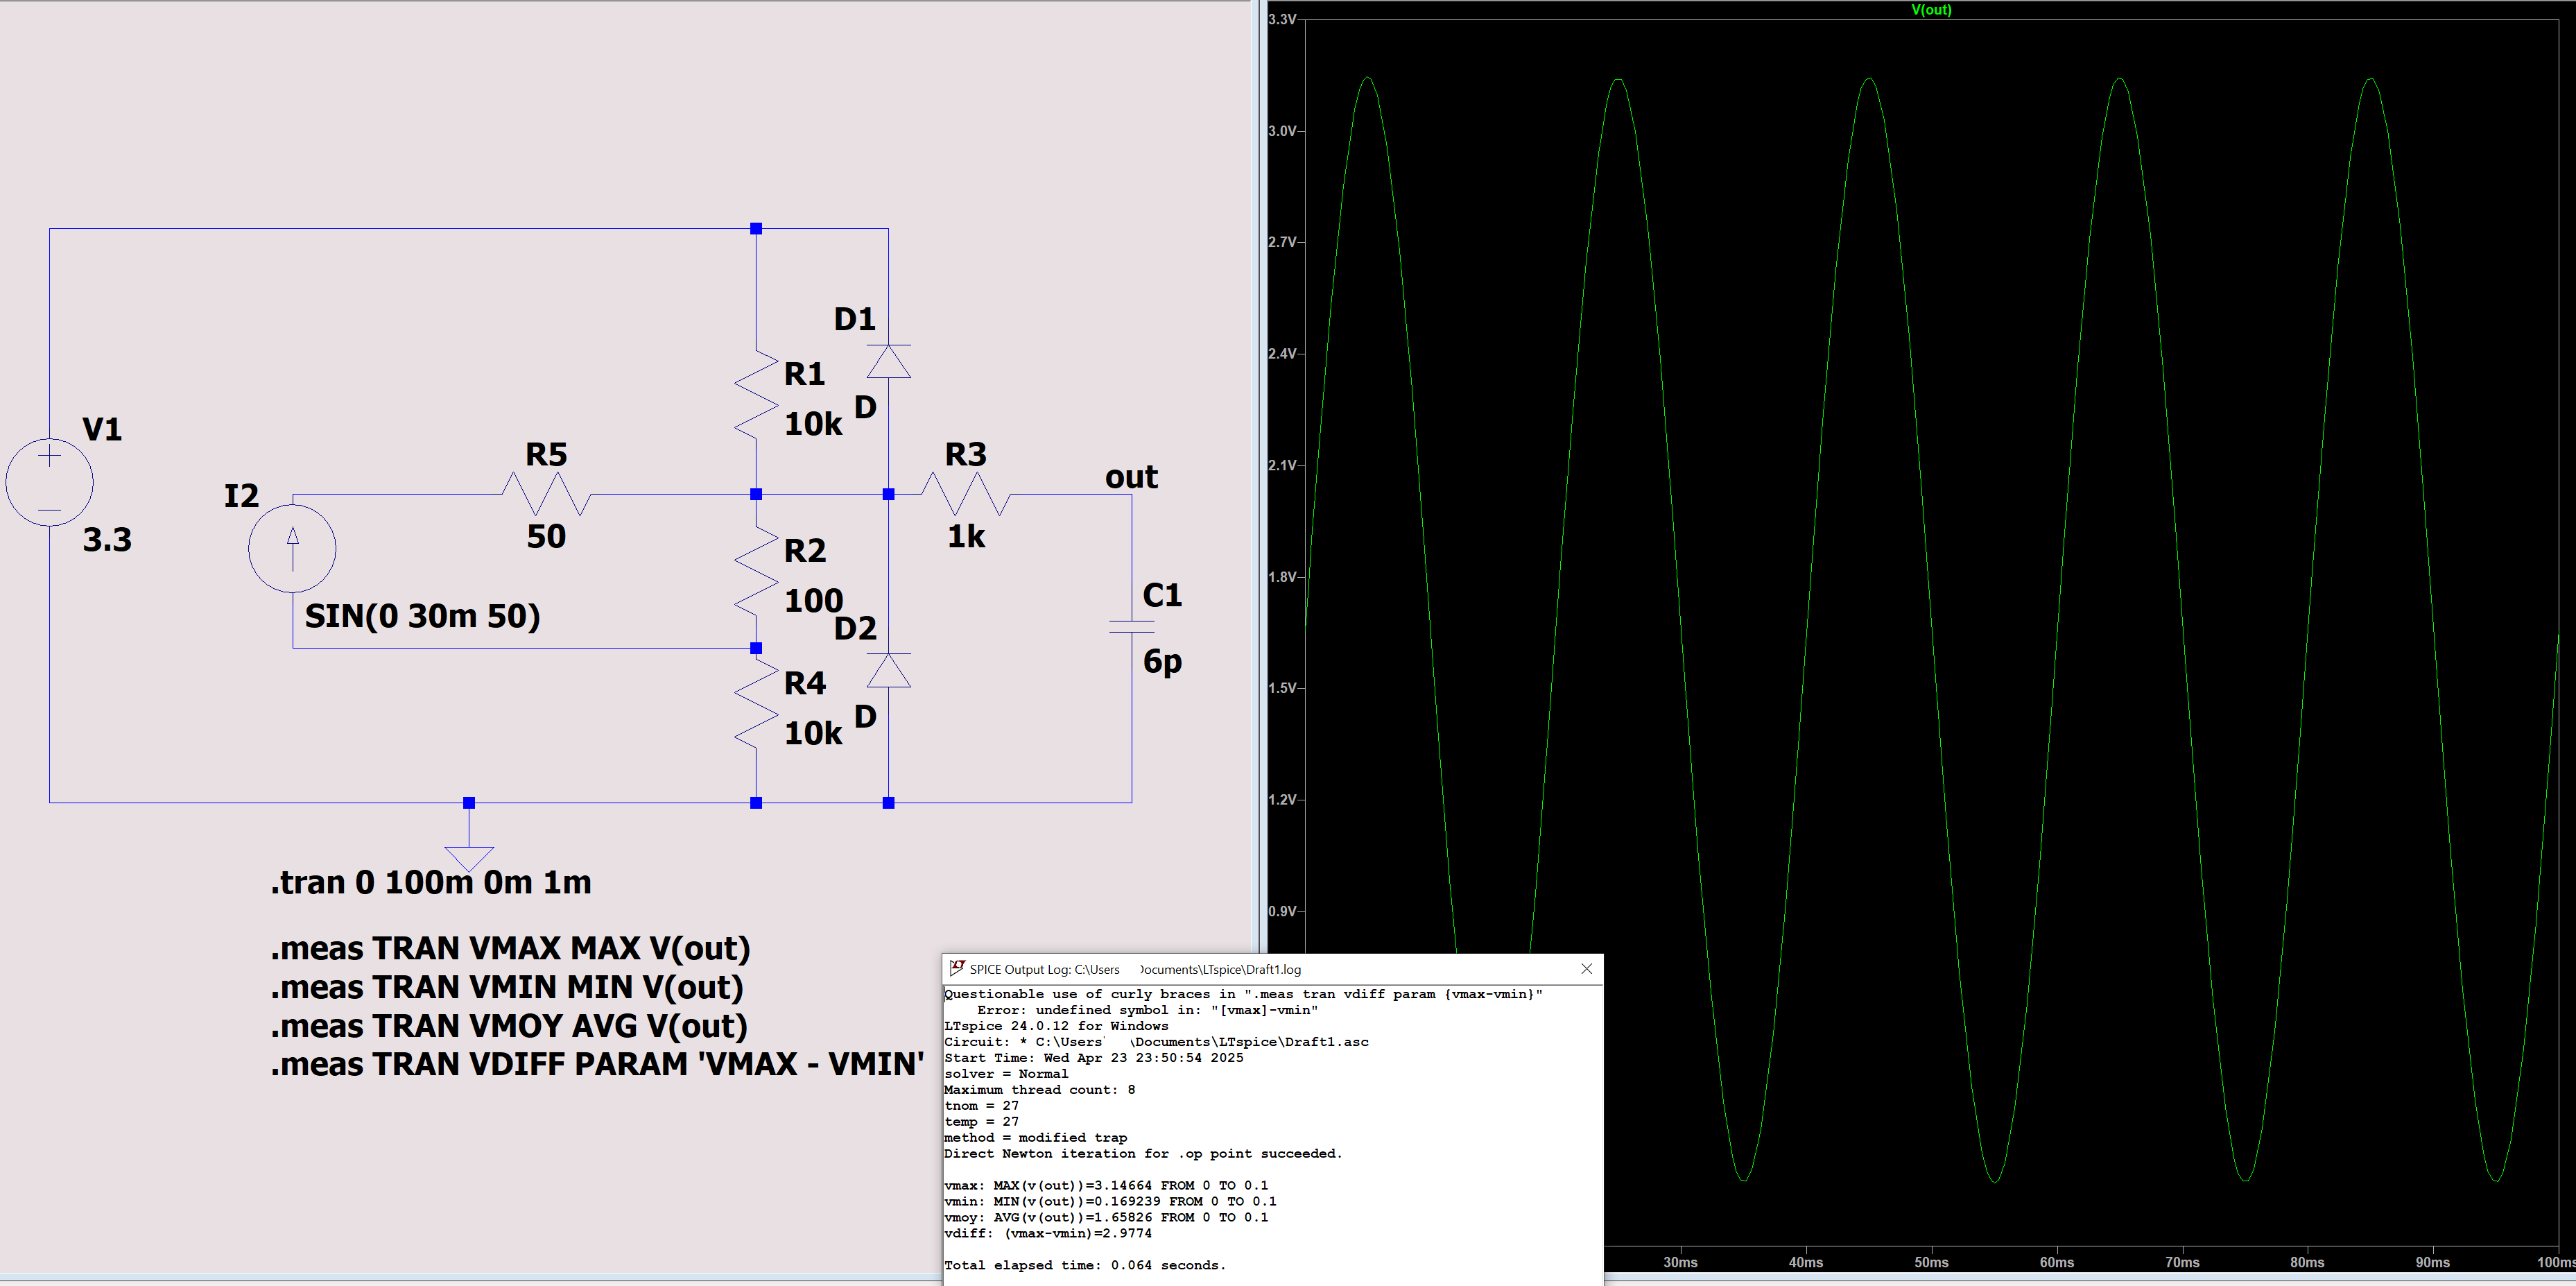 V1
3.3
I2
SIN(0 30m 50)
R5
50
R1
10k
D1
D
R2
100
D2
D
R4
10k
R3
1k
out
C1
6p
.tran 0 100m 0m 1m
.meas TRAN VMAX MAX V(out)
.meas TRAN VMIN MIN V(out)
.meas TRAN VMOY AVG V(out)
.meas TRAN VDIFF PARAM 'VMAX - VMIN'
V(out)
3.3V
3.0V
2.7V
2.4V
2.1V
1.8V
1.5V
1.2V
0.9V
30ms
40ms
50ms
60ms
70ms
80ms
90ms
100ms
SPICE Output Log: C:\Users Documents\LTspice\Draft1.log
Questionable use of curly braces in ".meas tran vdiff param {vmax-vmin}"
Error: undefined symbol in: "[vmax]-vmin"
LTspice 24.0.12 for Windows
Circuit: * C:\Users \Documents\LTspice\Draft1.asc
Start Time: Wed Apr 23 23:50:54 2025
solver = Normal
Maximum thread count: 8
tnom = 27
temp = 27
method = modified trap
Direct Newton iteration for .op point succeeded.
vmax: MAX(v(out))=3.14664 FROM 0 TO 0.1
vmin: MIN(v(out))=0.169239 FROM 0 TO 0.1
vmoy: AVG(v(out))=1.65826 FROM 0 TO 0.1
vdiff: (vmax-vmin)=2.9774
Total elapsed time: 0.064 seconds.